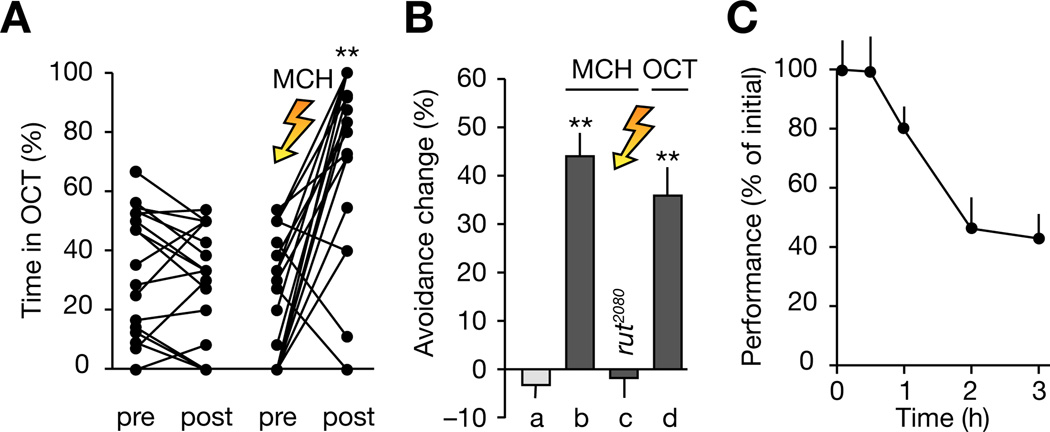 A
Time in OCT (%)
100
80
60
40
20
0
MCH
**
pre post pre post
B
Avoidance change (%)
60
50
40
30
20
10
0
−10
MCH OCT
**
**
rut2080
a b c d
C
Performance (% of initial)
100
80
60
40
20
0
0 1 2 3
Time (h)